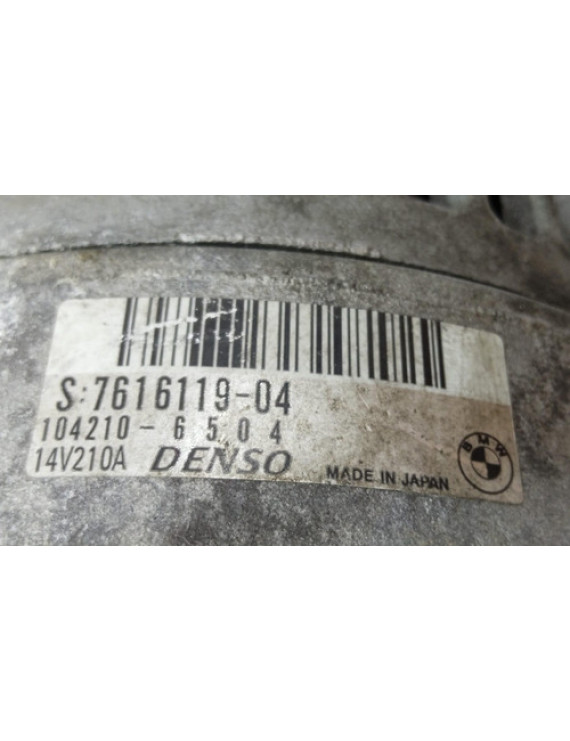 S:7616119-04
104210-6504
14V210A DENSO MADE IN JAPAN
BMW